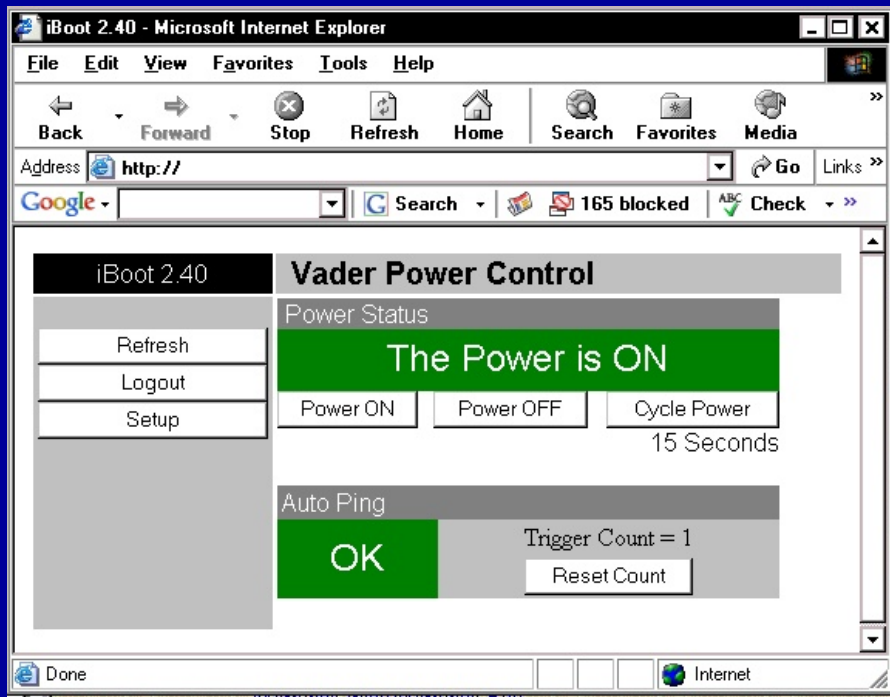 iBoot 2.40 - Microsoft Internet Explorer
File Edit View Favorites Tools Help
Back Forward Stop Refresh Home Search Favorites Media »
Address http:// Go Links »
Google Search 165 blocked ABC Check »
iBoot 2.40
Vader Power Control
Power Status
Refresh
The Power is ON
Logout
Setup
Power ON Power OFF Cycle Power
15 Seconds
Auto Ping
OK
Trigger Count = 1
Reset Count
Done Internet